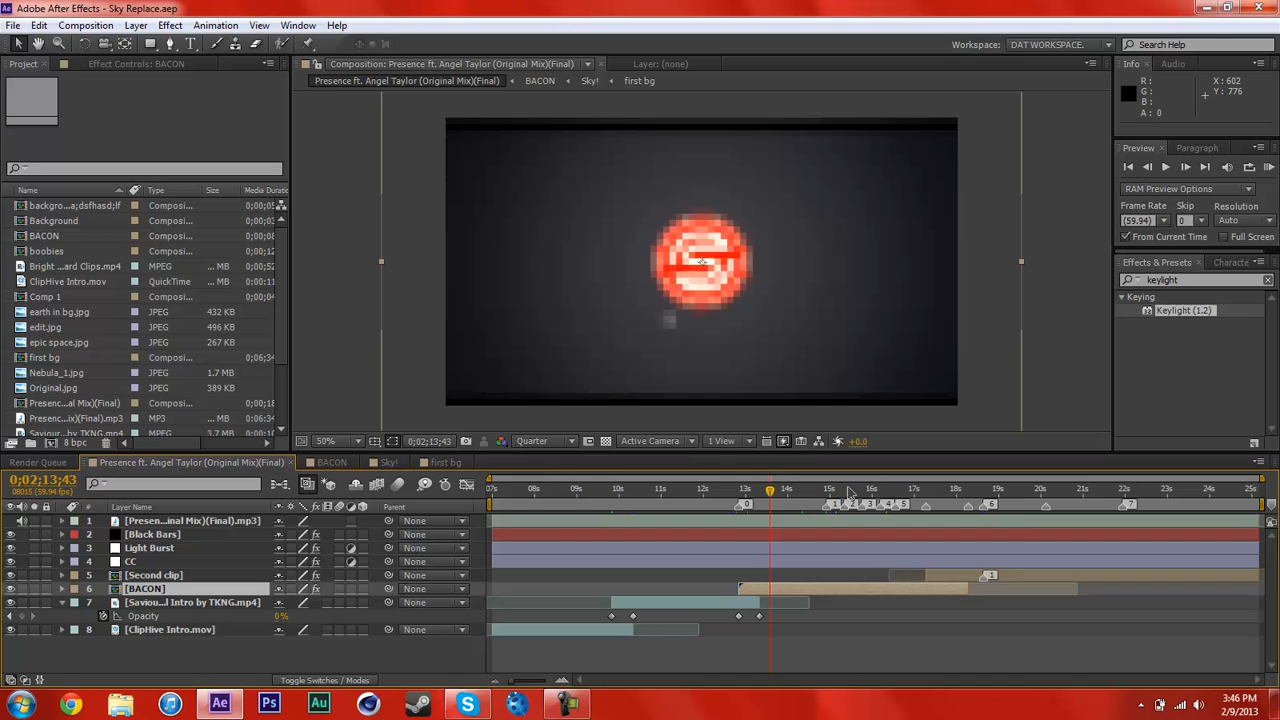 Adobe After Effects - Sky Replace.aep
File Edit Composition Layer Effect Animation View Window Help
Workspace: DAT WORKSPACE. Search Help
Project Effect Controls: BACON Composition: Presence ft. Angel Taylor (Original Mix)(Final) Layer: (none) Info Audio
Presence ft. Angel Taylor (Original Mix)(Final) BACON Sky! first bg
R: X: 602
G: Y: 776
B:
A: 0
Preview Paragraph
RAM Preview Options
Frame Rate Skip Resolution
(59.94) 0 Auto
From Current Time Full Screen
Effects & Presets Characte
keylight
Keying
Keylight (1.2)
Name Type Size Media Duratio
backgro...a;dsfhasd;lf Composi... 0;00;05
Background Composi... 0;00;
BACON Composi... 0;00;08
boobies Composi... 0;00;12
Bright ...ard Clips.mp4 MPEG 0;00;52
ClipHive Intro.mov QuickTime 0;00;12
Comp 1 Composi... 0;00;04
earth in bg.jpg JPEG 432 KB
edit.jpg JPEG 496 KB
epic space.jpg JPEG 267 KB
first bg Composi... 0;06;34
Nebula_1.jpg JPEG 1.7 MB
Original.jpg JPEG 389 KB
Presenc...al Mix)(Final) Composi...
Presenc...ix)(Final).mp3 MP3 ... MB 0:06:34
Saviour...by TKNG.mp4 MPEG 3.7 MB
8 bpc
50% 0;02;13;43 Quarter Active Camera 1 View +0.0
Render Queue Presence ft. Angel Taylor (Original Mix)(Final) BACON Sky! first bg
0;02;13;43
08015 (59.94 fps)
07s 08s 09s 10s 11s 12s 13s 14s 15s 16s 17s 18s 19s 20s 21s 22s 23s 24s 25s
0 1 2 3 4 5 6 7
# Source Name Parent
1 [Presen...inal Mix)(Final).mp3] None
2 [Black Bars] None
3 Light Burst None
4 CC None
5 [Second clip] None 1
6 [BACON] None
7 [Saviou...l Intro by TKNG.mp4] None
Opacity 0%
8 [ClipHive Intro.mov] None
Toggle Switches / Modes
3:46 PM
2/9/2013